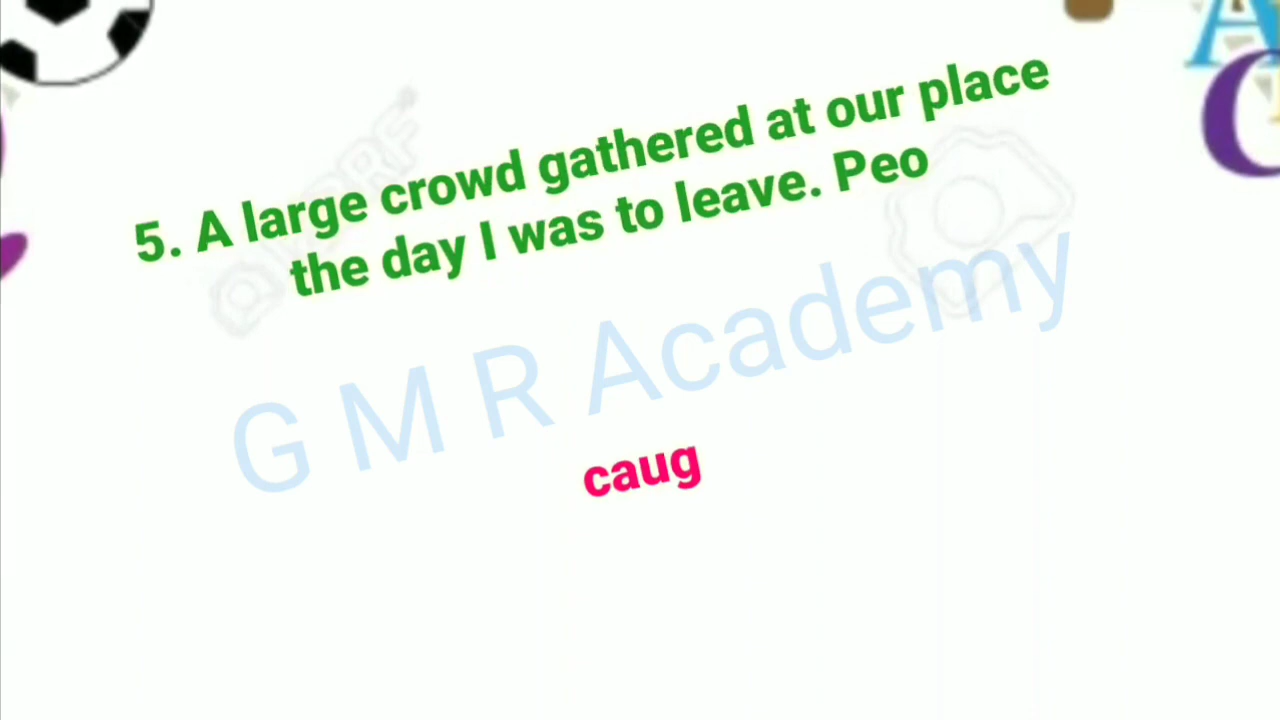 5. A large crowd gathered at our place
the day I was to leave. Peo
G M R Academy
caug